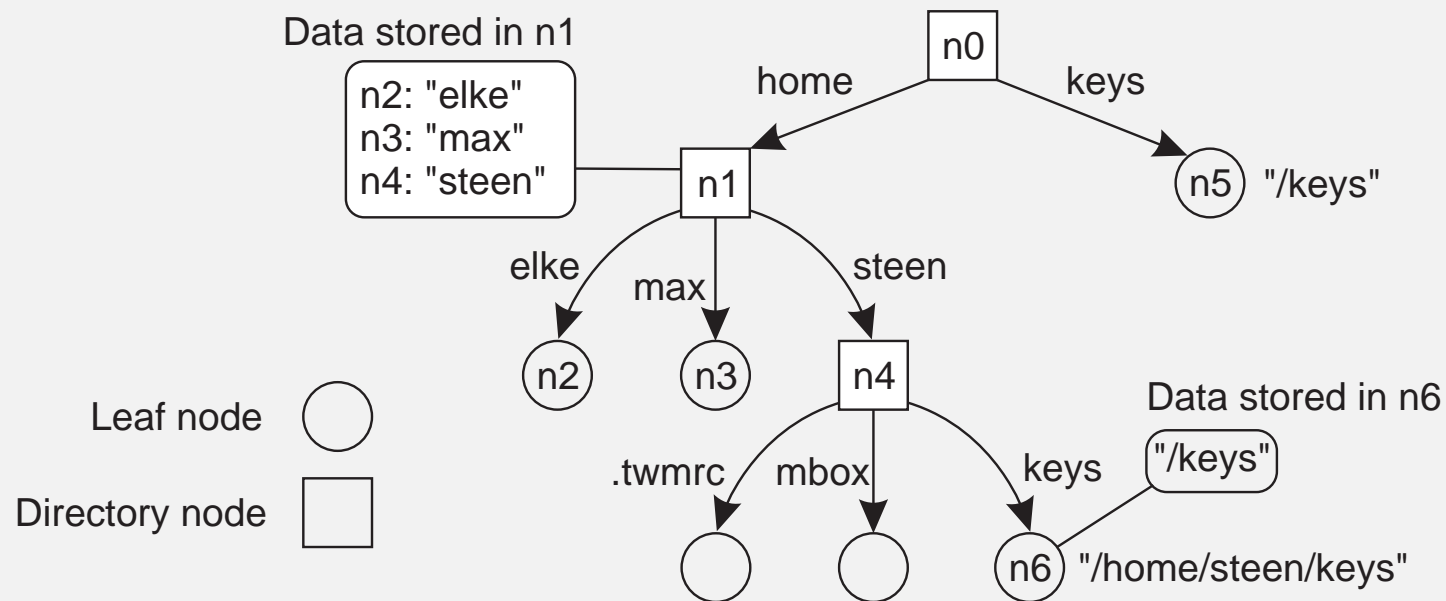 Data stored in n1
n0
n2: "elke"
n3: "max"
n4: "steen"
home
keys
n1
n5
"/keys"
elke
max
steen
n2
n3
n4
Leaf node
Data stored in n6
"/keys"
.twmrc
mbox
keys
Directory node
n6
"/home/steen/keys"